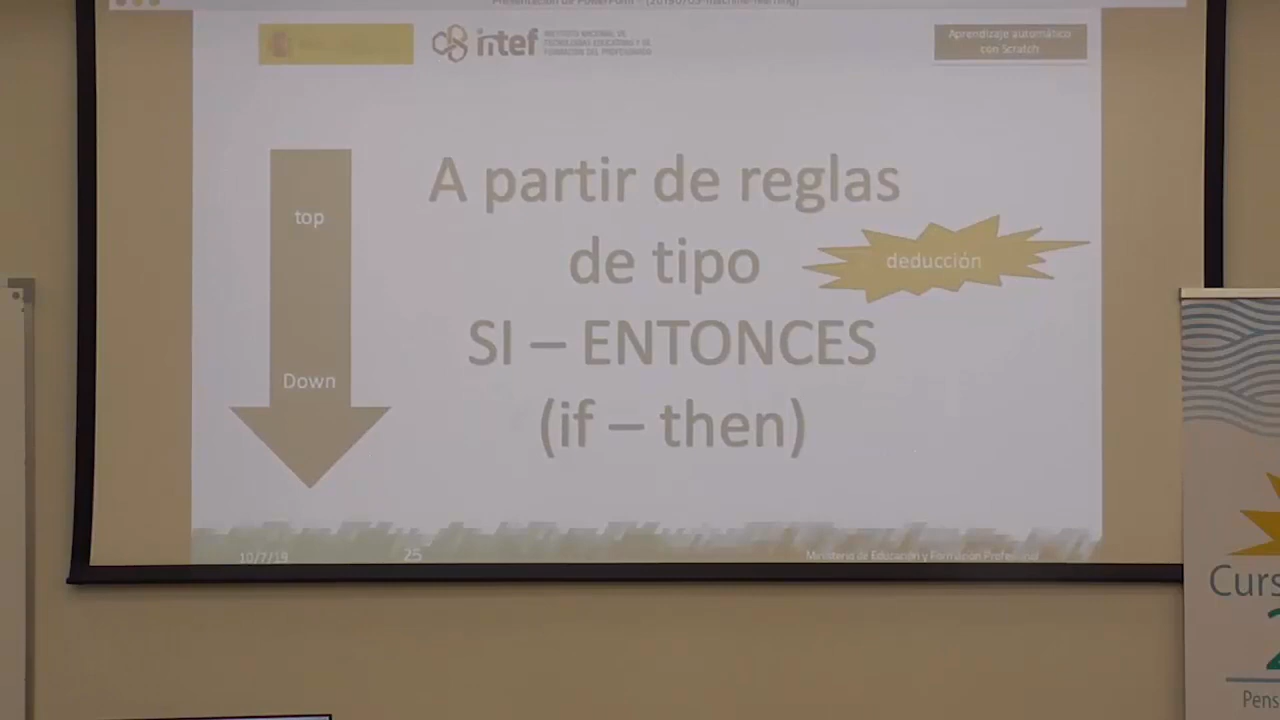 Presentación de PowerPoint - (20190703-machine-learning)
intef
INSTITUTO NACIONAL DE
TECNOLOGÍAS EDUCATIVAS Y DE
FORMACIÓN DEL PROFESORADO
Aprendizaje automático
con Scratch
top
Down
A partir de reglas
de tipo
SI – ENTONCES
(if – then)
deducción
10/7/19
25
Ministerio de Educación y Formación Profesional
Curs
2
Pens